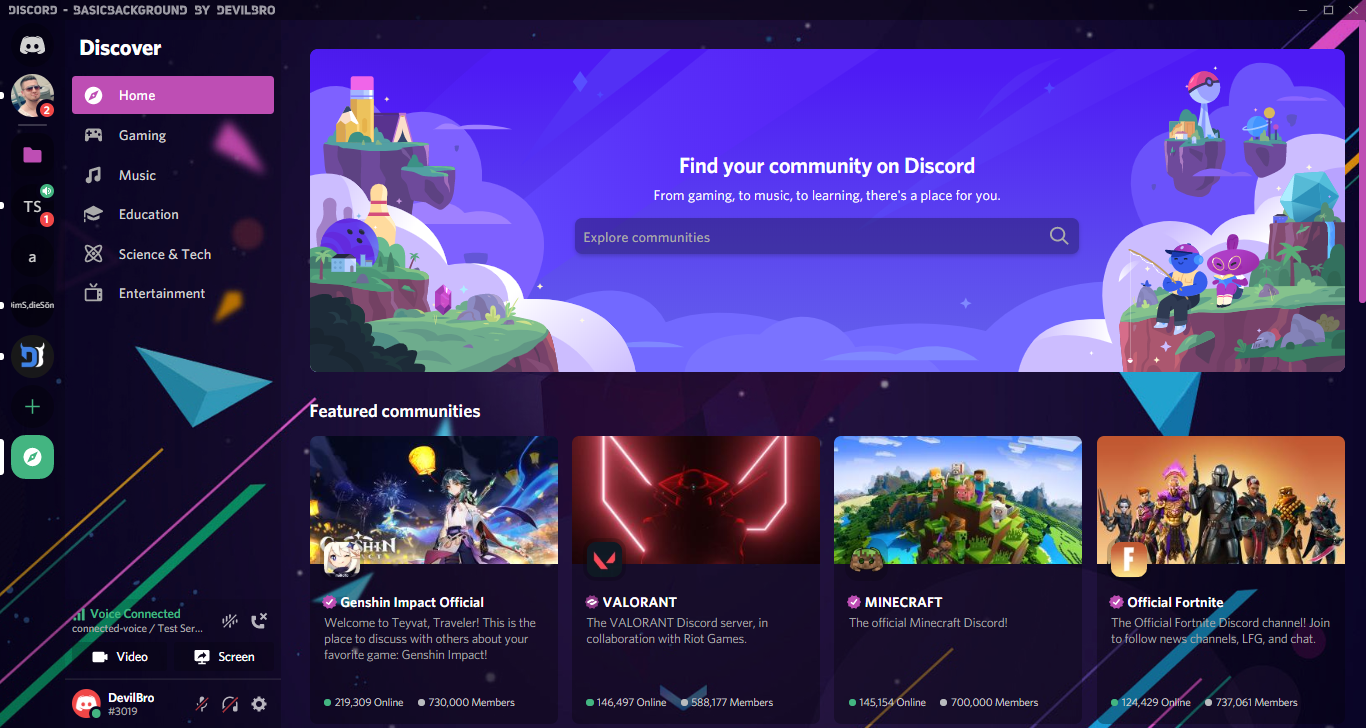 DISCORD - BASICBACKGROUND BY DEVILBRO
Discover
2
Home
Gaming
Music
TS
1
Education
a
Science & Tech
Entertainment
Find your community on Discord
From gaming, to music, to learning, there's a place for you.
Explore communities
Featured communities
Genshin Impact Official
Welcome to Teyvat, Traveler! This is the
place to discuss with others about your
favorite game: Genshin Impact!
219,309 Online
730,000 Members
VALORANT
The VALORANT Discord server, in
collaboration with Riot Games.
146,497 Online
588,177 Members
MINECRAFT
The official Minecraft Discord!
145,154 Online
700,000 Members
F
Official Fortnite
The Official Fortnite Discord channel! Join
to follow news channels, LFG, and chat.
124,429 Online
737,061 Members
Voice Connected
connected-voice / Test Ser...
Video
Screen
DevilBro
#3019